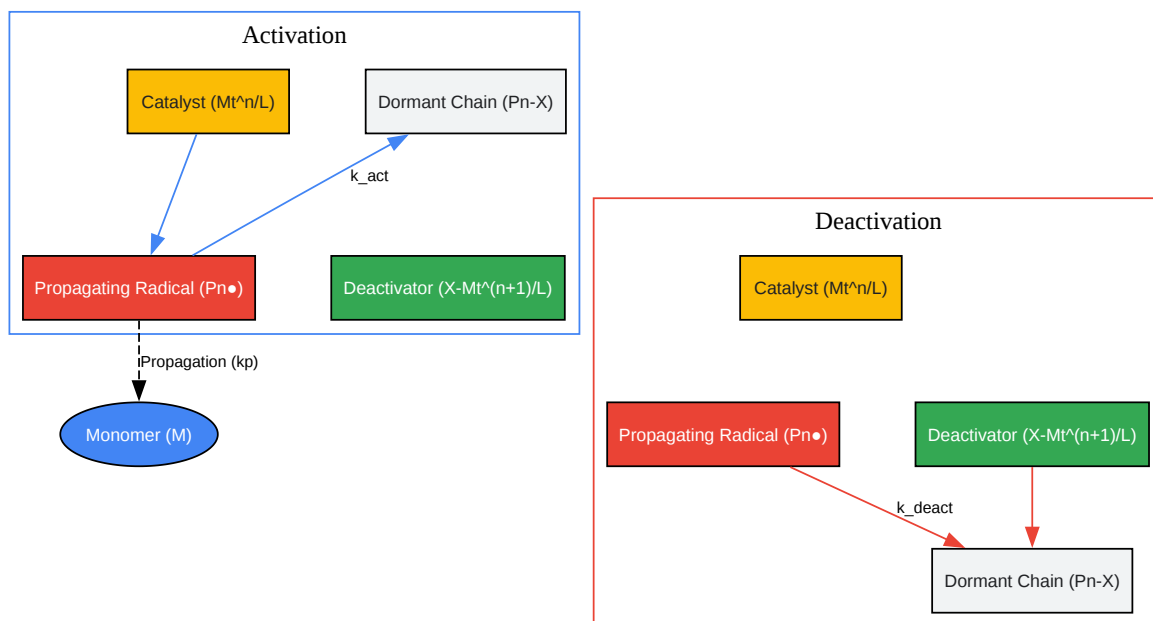 Activation
Catalyst (Mt^n/L)
Dormant Chain (Pn-X)
k_act
Propagating Radical (Pn●)
Deactivator (X-Mt^(n+1)/L)
Propagation (kp)
Monomer (M)
Deactivation
Catalyst (Mt^n/L)
Propagating Radical (Pn●)
Deactivator (X-Mt^(n+1)/L)
k_deact
Dormant Chain (Pn-X)